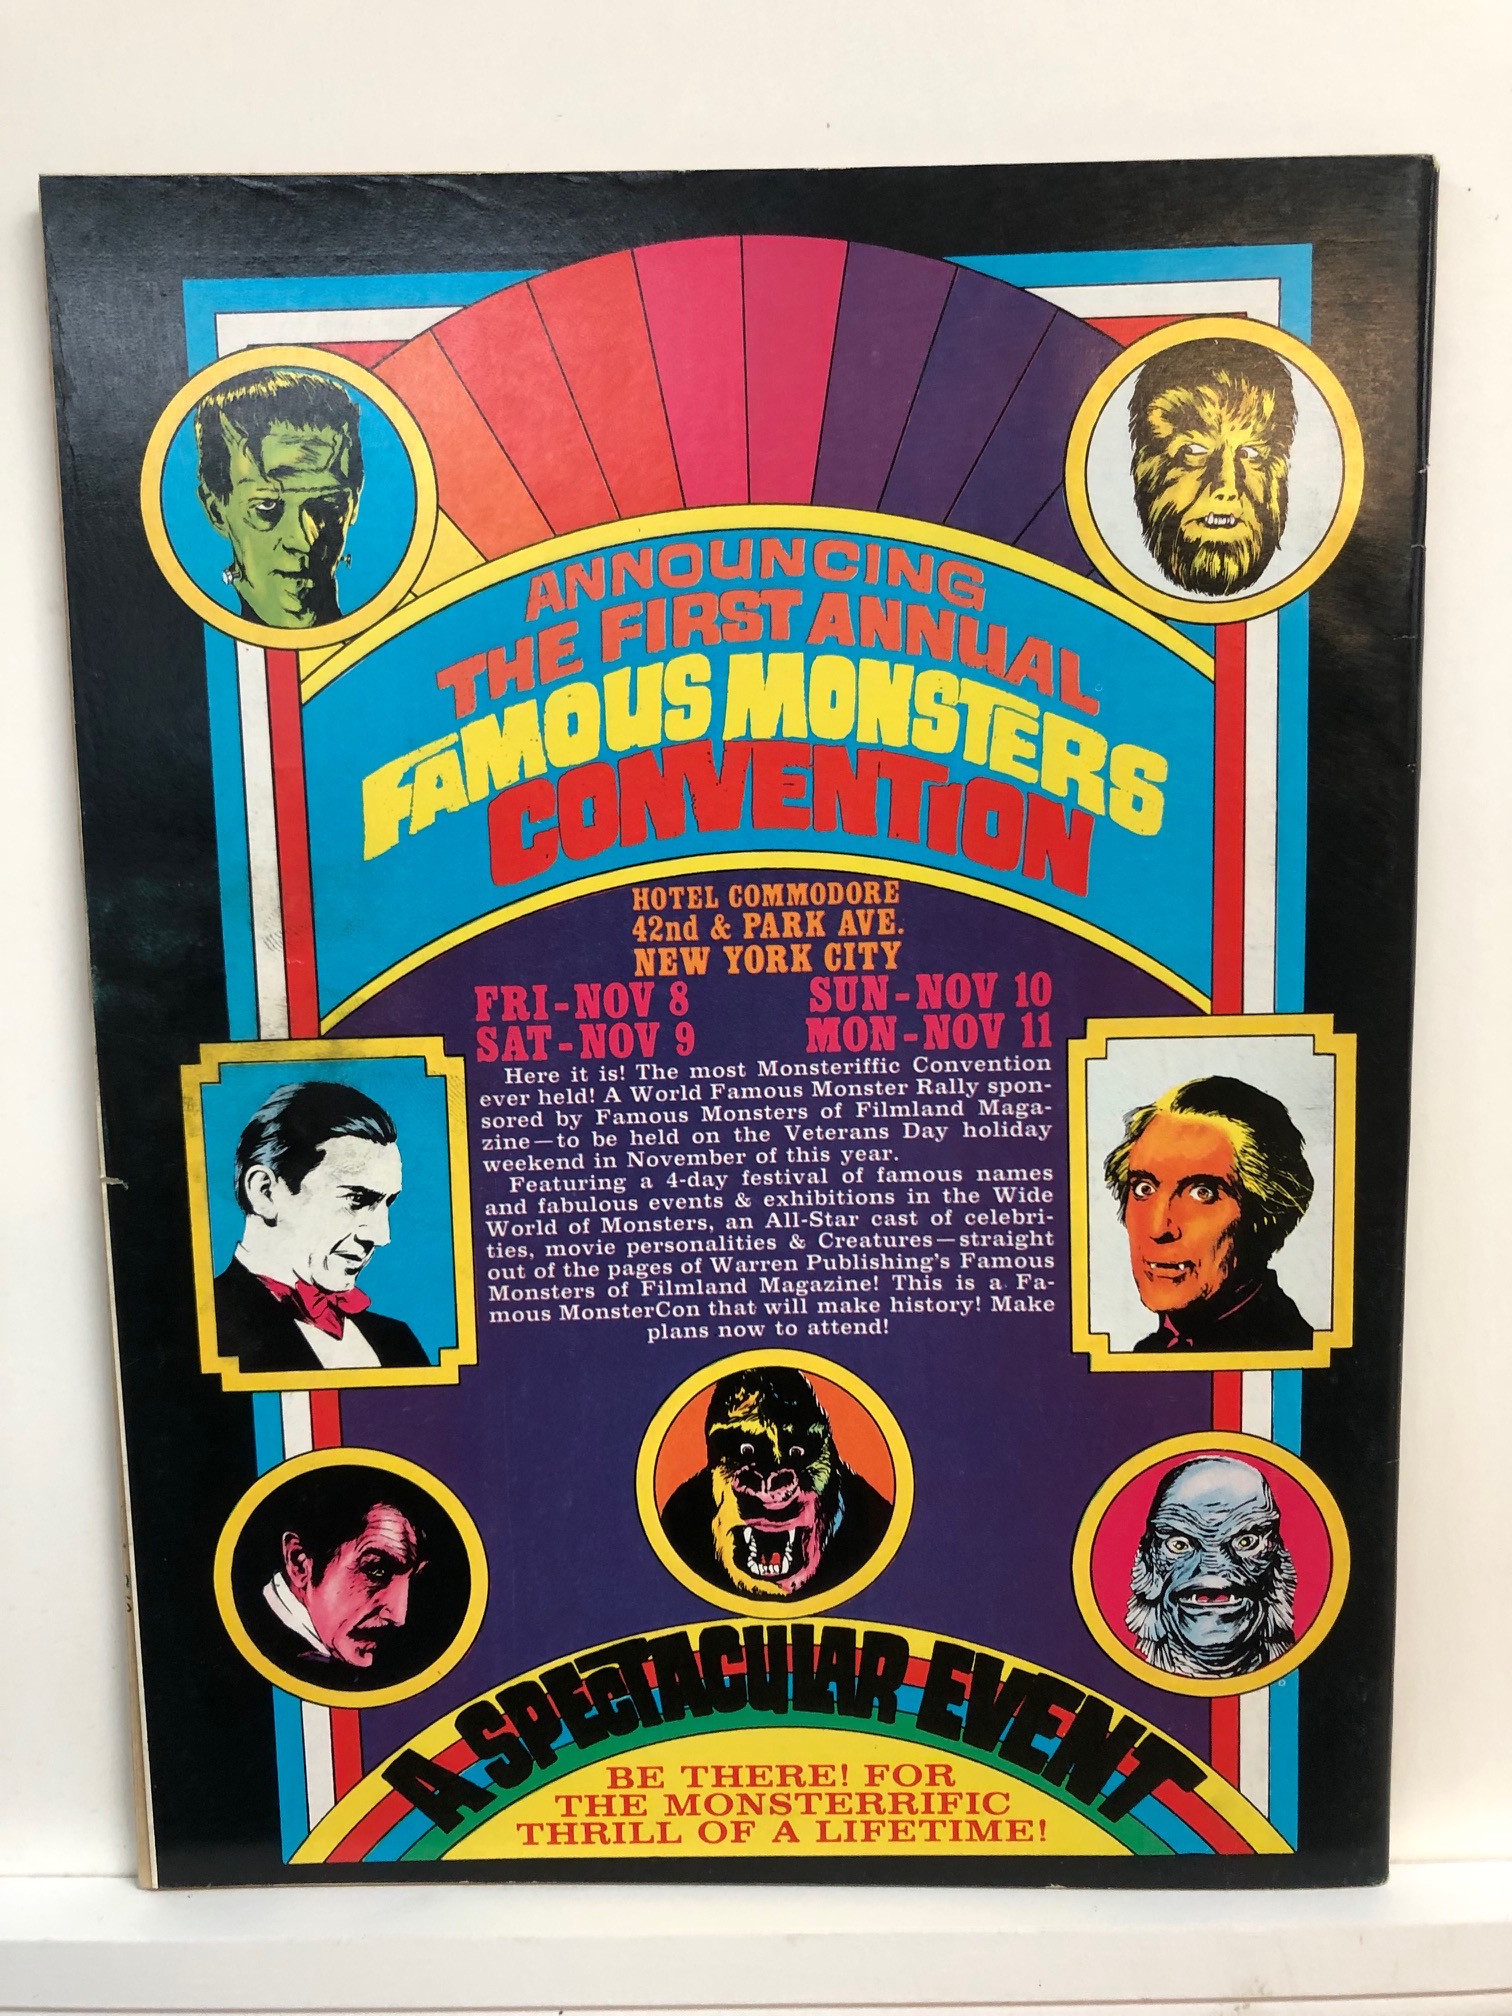 ANNOUNCING
THE FIRST ANNUAL
FAMOUS MONSTERS
CONVENTION
HOTEL COMMODORE
42nd & PARK AVE.
NEW YORK CITY
FRI-NOV 8 SUN-NOV 10
SAT-NOV 9 MON-NOV 11
Here it is! The most Monsteriffic Convention
ever held! A World Famous Monster Rally spon-
sored by Famous Monsters of Filmland Maga-
zine—to be held on the Veterans Day holiday
weekend in November of this year.
Featuring a 4-day festival of famous names
and fabulous events & exhibitions in the Wide
World of Monsters, an All-Star cast of celebri-
ties, movie personalities & Creatures—straight
out of the pages of Warren Publishing's Famous
Monsters of Filmland Magazine! This is a Fa-
mous MonsterCon that will make history! Make
plans now to attend!
A SPECTACULAR EVENT
BE THERE! FOR
THE MONSTERRIFIC
THRILL OF A LIFETIME!